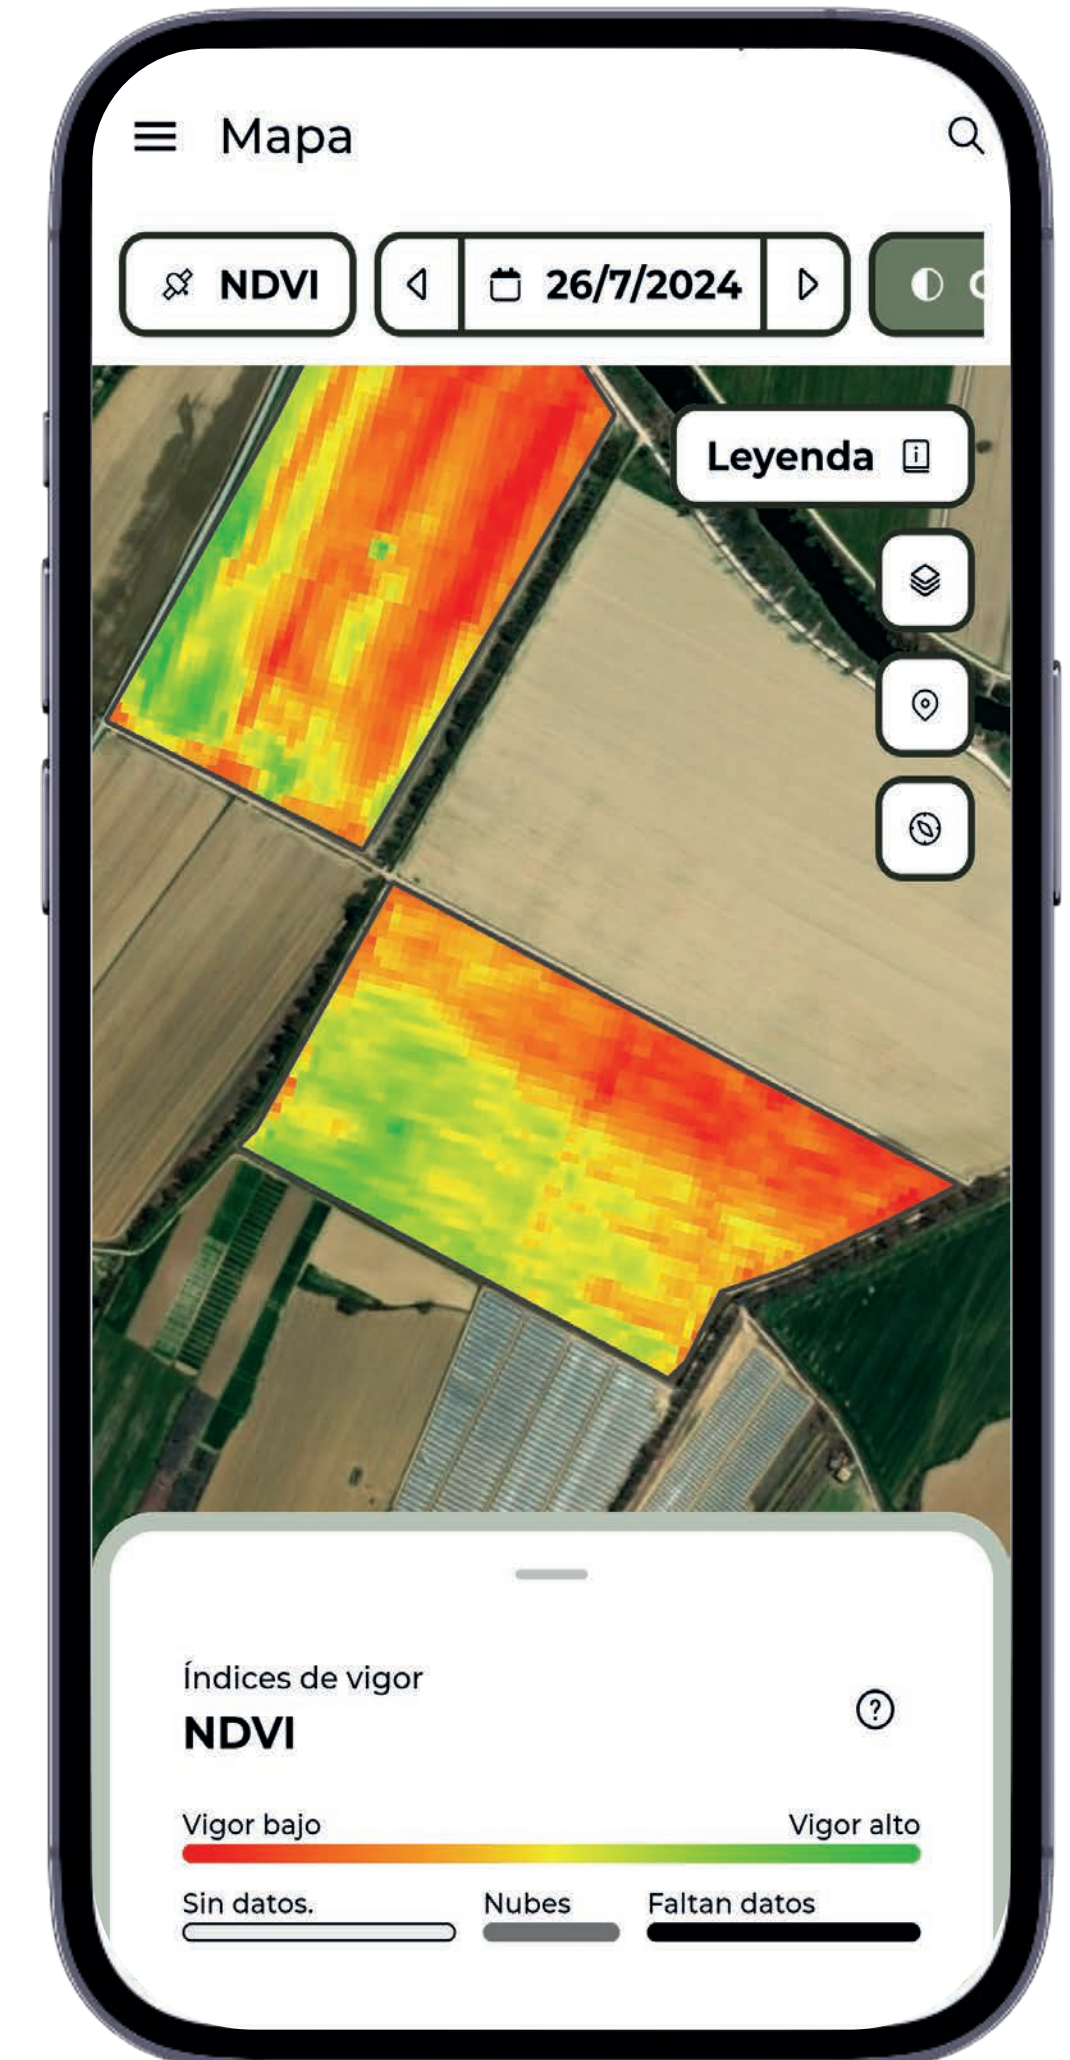 Mapa
NDVI
26/7/2024
Leyenda
Índices de vigor
NDVI
Vigor bajo
Vigor alto
Sin datos.
Nubes
Faltan datos